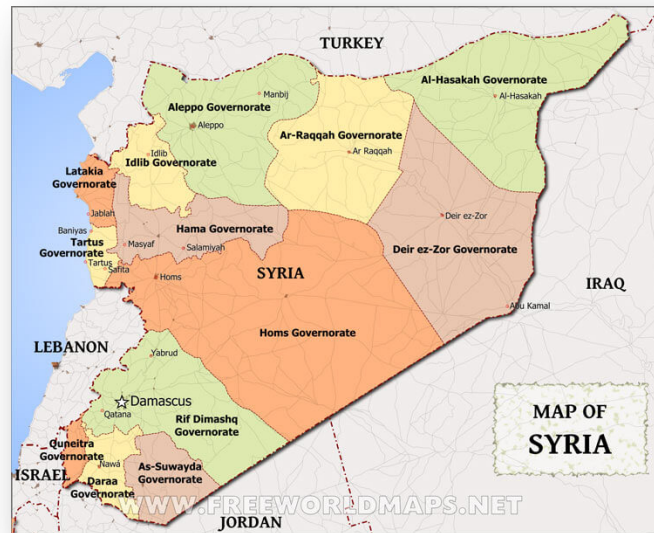 TURKEY
Al-Hasakah Governorate
Al-Hasakah
Manbij
Aleppo Governorate
Aleppo
Ar-Raqqah Governorate
Ar Raqqah
Idlib
Idlib Governorate
Latakia
Governorate
Jablah
Baniyas
Tartus
Governorate
Tartus
Safita
Hama Governorate
Masyaf
Salamiyah
Deir ez-Zor
Deir ez-Zor Governorate
SYRIA
Homs
IRAQ
Abu Kamal
Homs Governorate
LEBANON
Yabrud
Damascus
Qatana
Rif Dimashq
Governorate
Quneitra
Governorate
ISRAEL
Nawá
Daraa
Governorate
As-Suwayda
Governorate
MAP OF
SYRIA
WWW.FREEWORLDMAPS.NET
JORDAN